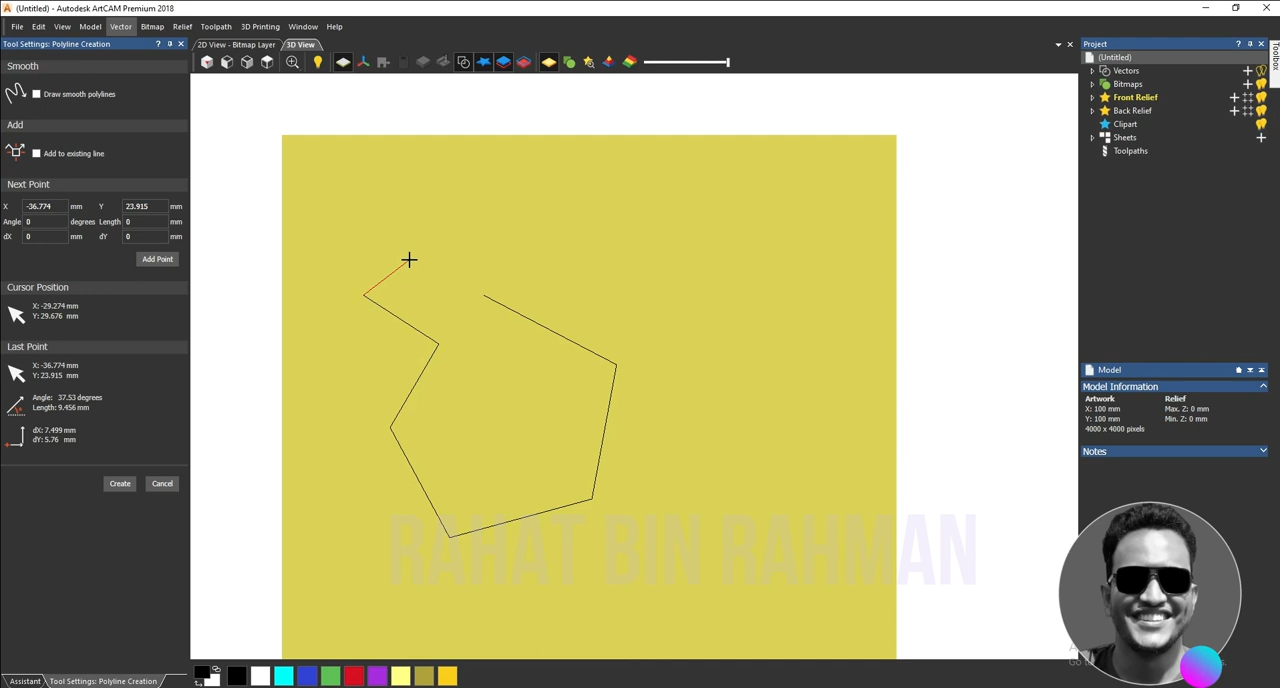 (Untitled) - Autodesk ArtCAM Premium 2018
File Edit View Model Vector Bitmap Relief Toolpath 3D Printing Window Help
Tool Settings: Polyline Creation
2D View - Bitmap Layer 3D View
Smooth
Draw smooth polylines
Add
Add to existing line
Next Point
X -36.774 mm Y 23.915 mm
Angle 0 degrees Length 0 mm
dX 0 mm dY 0 mm
Add Point
Cursor Position
X: -29.274 mm
Y: 29.676 mm
Last Point
X: -36.774 mm
Y: 23.915 mm
Angle: 37.53 degrees
Length: 9.456 mm
dX: 7.499 mm
dY: 5.76 mm
Create Cancel
Assistant Tool Settings: Polyline Creation
RAHAT BIN RAHMAN
Project
Toolbox
(Untitled)
Vectors
Bitmaps
Front Relief
Back Relief
Clipart
Sheets
Toolpaths
Model
Model Information
Artwork Relief
X: 100 mm Max. Z: 0 mm
Y: 100 mm Min. Z: 0 mm
4000 x 4000 pixels
Notes